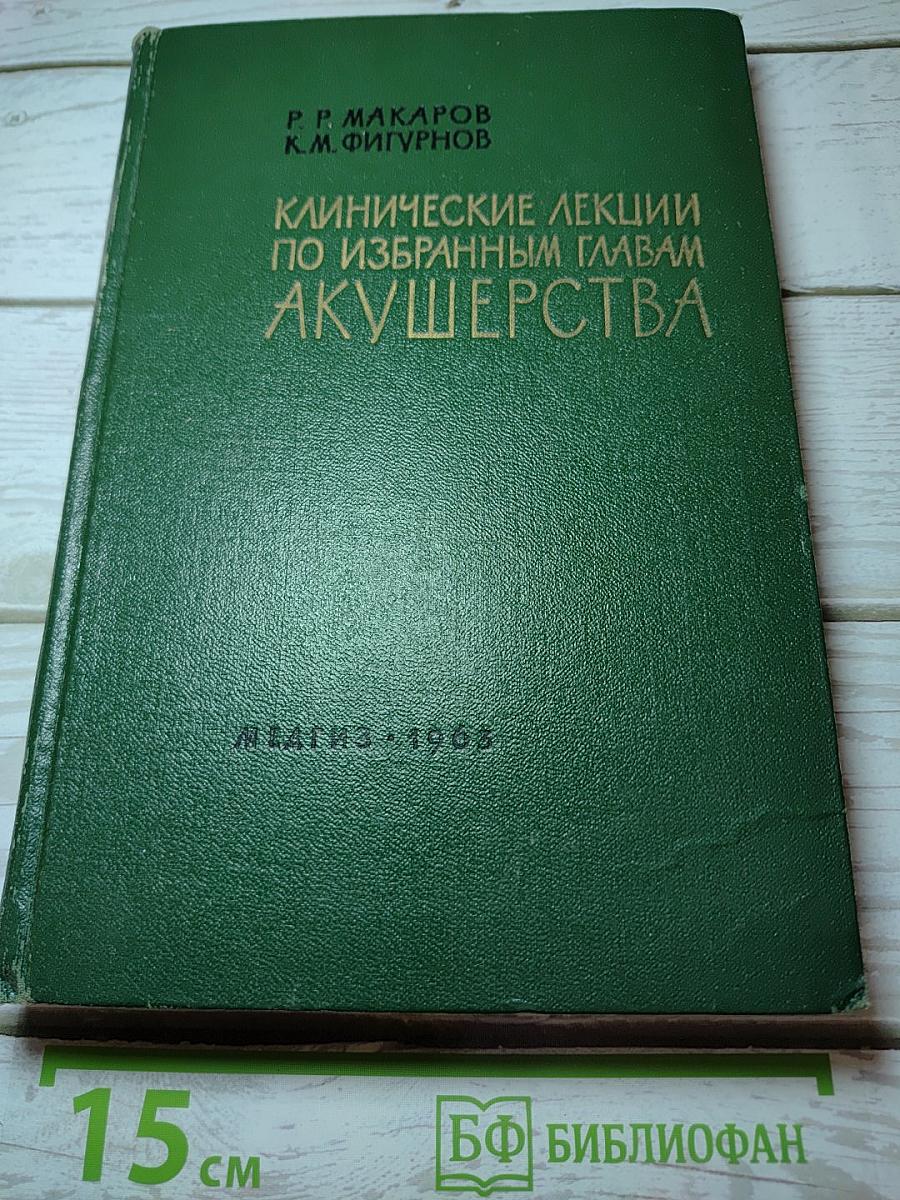 Р. Р. МАКАРОВ
К. М. ФИГУРНОВ
КЛИНИЧЕСКИЕ ЛЕКЦИИ
ПО ИЗБРАННЫМ ГЛАВАМ
АКУШЕРСТВА
МЕДГИЗ • 1963
15 см
БФ БИБЛИОФАН